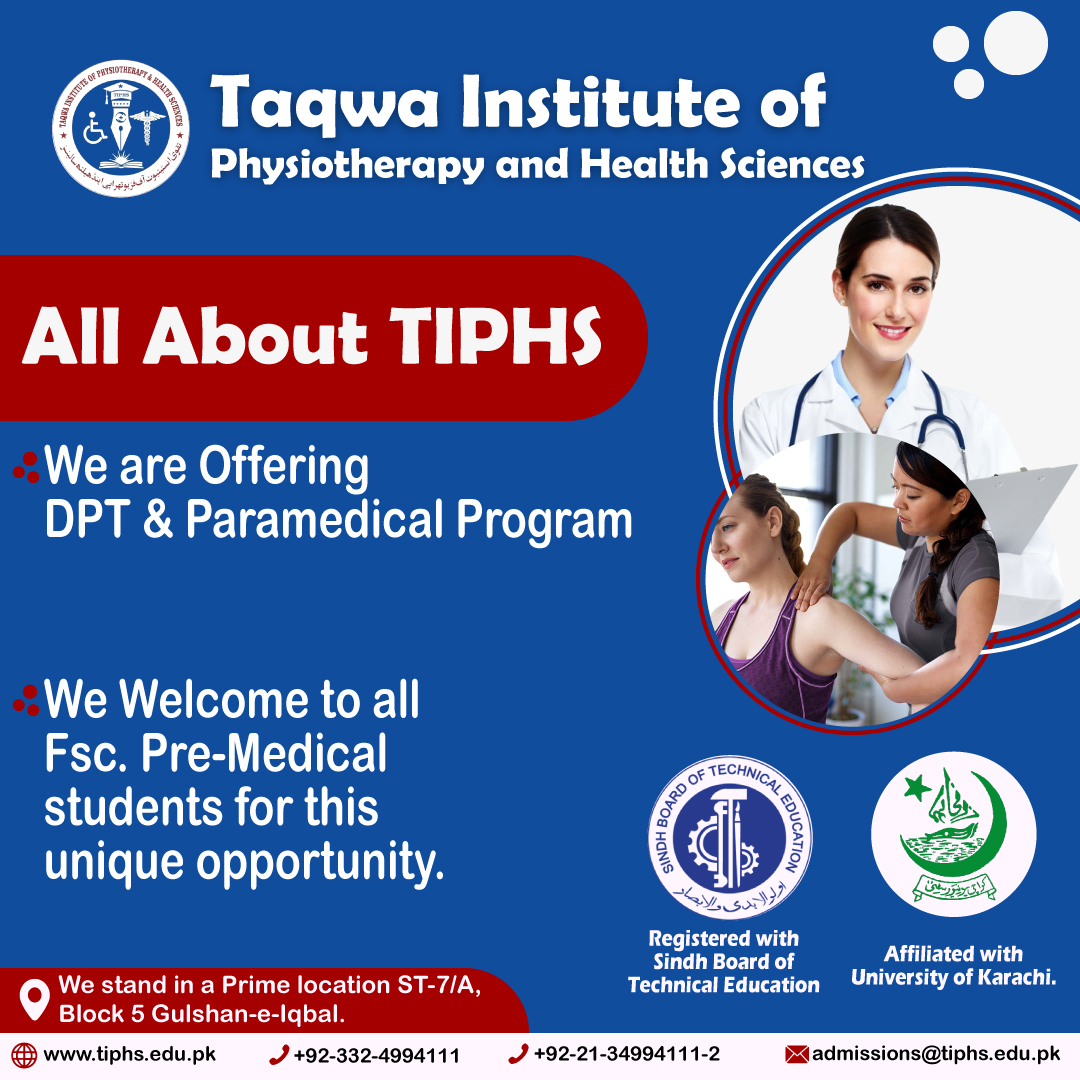 TAQWA INSTITUTE OF PHYSIOTHERAPY & HEALTH SCIENCES
TIPHS
Taqwa Institute of
Physiotherapy and Health Sciences
All About TIPHS
We are Offering
DPT & Paramedical Program
We Welcome to all
Fsc. Pre-Medical
students for this
unique opportunity.
SINDH BOARD OF TECHNICAL EDUCATION
اولو الایدی والابصار
Registered with
Sindh Board of
Technical Education
Affiliated with
University of Karachi.
We stand in a Prime location ST-7/A,
Block 5 Gulshan-e-Iqbal.
www.tiphs.edu.pk
+92-332-4994111
+92-21-34994111-2
admissions@tiphs.edu.pk